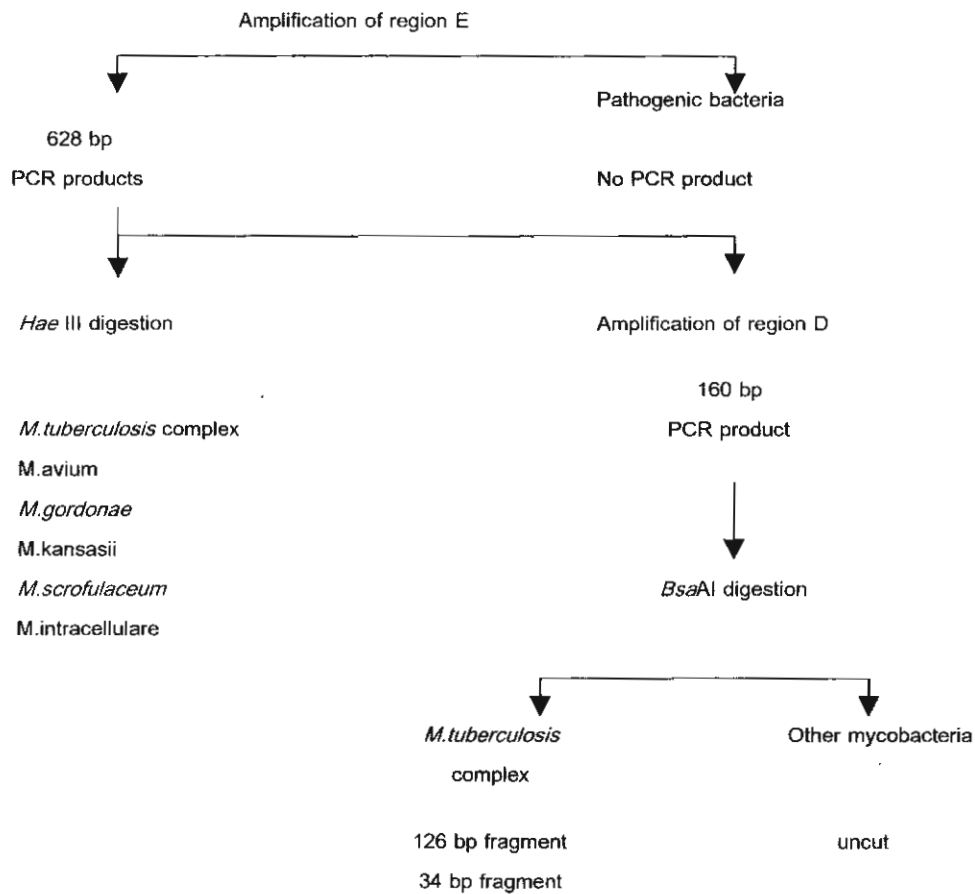 Amplification of region E
Pathogenic bacteria
628 bp
PCR products
No PCR product
Hae III digestion
Amplification of region D
160 bp
PCR product
M.tuberculosis complex
M.avium
M.gordonae
M.kansasii
M.scrofulaceum
M.intracellulare
BsaAI digestion
M.tuberculosis
complex
Other mycobacteria
126 bp fragment
uncut
34 bp fragment